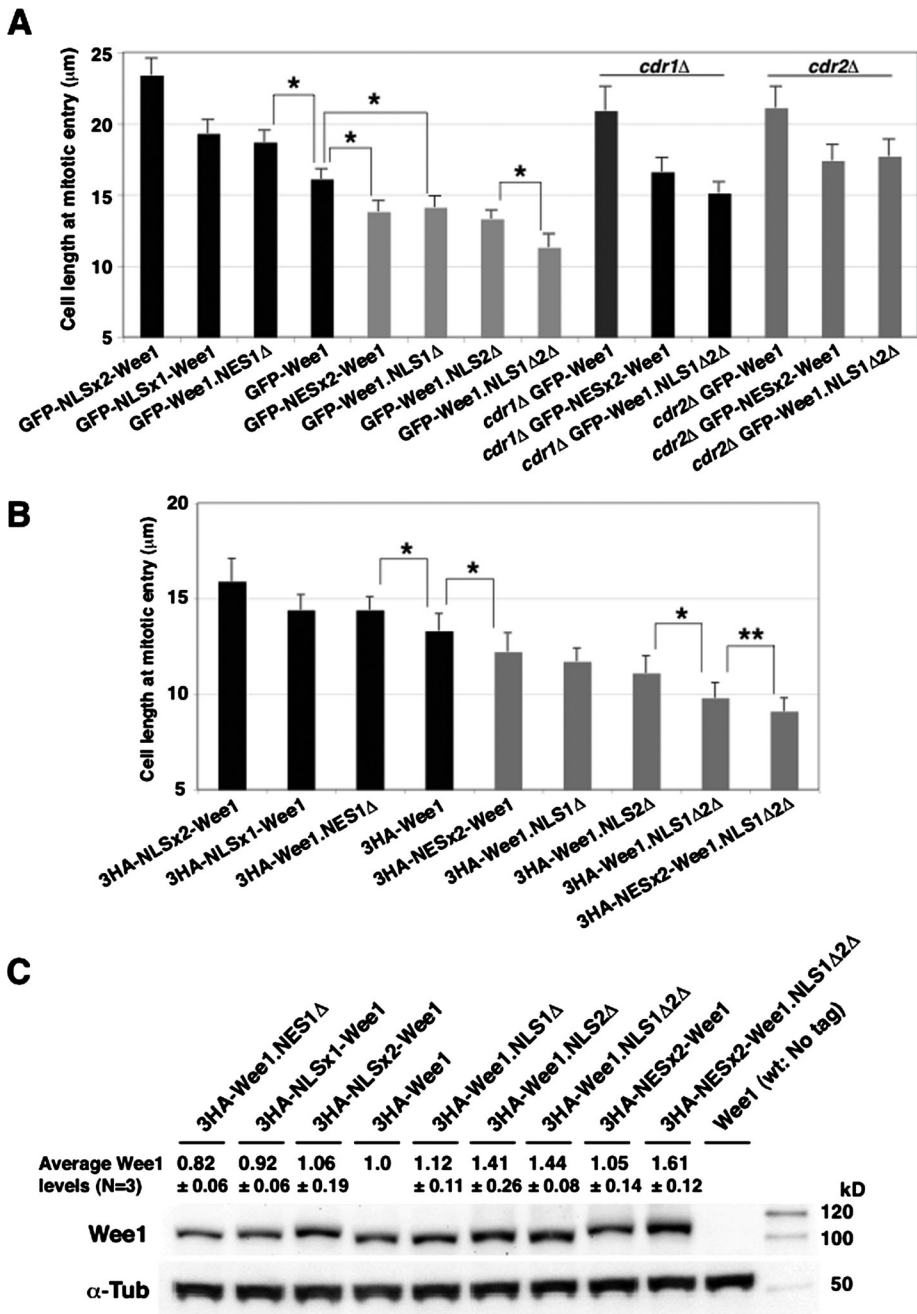 A
Cell length at mitotic entry (μm)
25
20
15
10
5
*
*
*
*
cdr1Δ
cdr2Δ
GFP-NLSx2-Wee1
GFP-NLSx1-Wee1
GFP-Wee1.NES1Δ
GFP-Wee1
GFP-NESx2-Wee1
GFP-Wee1.NLS1Δ
GFP-Wee1.NLS2Δ
GFP-Wee1.NLS1Δ2Δ
cdr1Δ GFP-Wee1
cdr1Δ GFP-NESx2-Wee1
cdr1Δ GFP-Wee1.NLS1Δ2Δ
cdr2Δ GFP-Wee1
cdr2Δ GFP-NESx2-Wee1
cdr2Δ GFP-Wee1.NLS1Δ2Δ
B
Cell length at mitotic entry (μm)
20
15
10
5
*
*
*
**
3HA-NLSx2-Wee1
3HA-NLSx1-Wee1
3HA-Wee1.NES1Δ
3HA-Wee1
3HA-NESx2-Wee1
3HA-Wee1.NLS1Δ
3HA-Wee1.NLS2Δ
3HA-Wee1.NLS1Δ2Δ
3HA-NESx2-Wee1.NLS1Δ2Δ
C
3HA-Wee1.NES1Δ
3HA-NLSx1-Wee1
3HA-NLSx2-Wee1
3HA-Wee1
3HA-Wee1.NLS1Δ
3HA-Wee1.NLS2Δ
3HA-Wee1.NLS1Δ2Δ
3HA-NESx2-Wee1
3HA-NESx2-Wee1.NLS1Δ2Δ
Wee1 (wt: No tag)
Average Wee1 0.82 0.92 1.06 1.0 1.12 1.41 1.44 1.05 1.61
levels (N=3) ± 0.06 ± 0.06 ± 0.19 ± 0.11 ± 0.26 ± 0.08 ± 0.14 ± 0.12 kD
Wee1
120
100
α-Tub
50